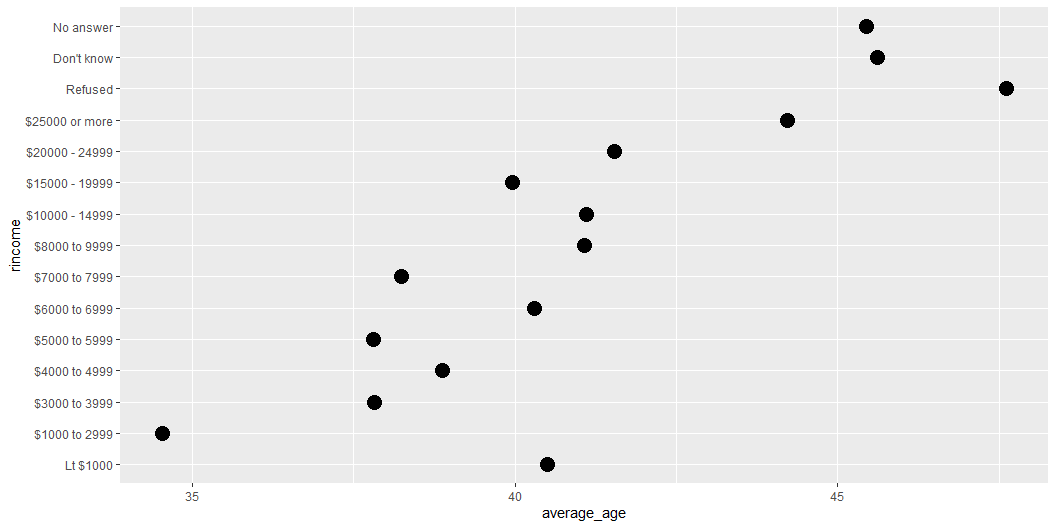 No answer
Don't know
Refused
$25000 or more
$20000 - 24999
$15000 - 19999
$10000 - 14999
$8000 to 9999
$7000 to 7999
$6000 to 6999
$5000 to 5999
$4000 to 4999
$3000 to 3999
$1000 to 2999
Lt $1000
rincome
35 40 45
average_age